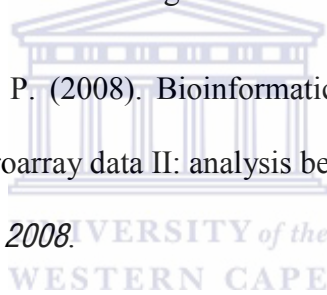 P. (2008). Bioinformatic
roarray data II: analysis be
2008.
UNIVERSITY of the
WESTERN CAPE